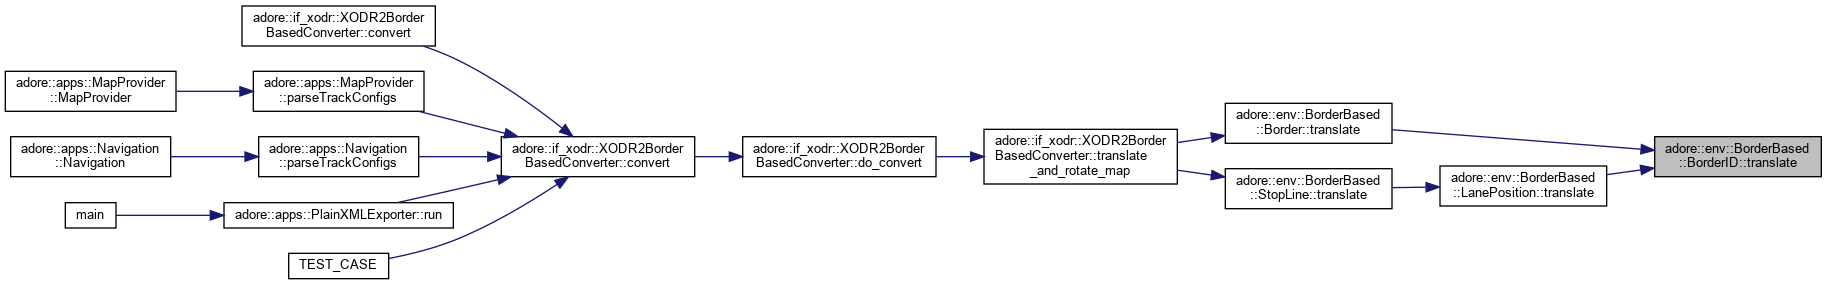 adore::if_xodr::XODR2Border
BasedConverter::convert
adore::apps::MapProvider
::MapProvider
adore::apps::MapProvider
::parseTrackConfigs
adore::apps::Navigation
::Navigation
adore::apps::Navigation
::parseTrackConfigs
main
adore::apps::PlainXMLExporter::run
TEST_CASE
adore::if_xodr::XODR2Border
BasedConverter::convert
adore::if_xodr::XODR2Border
BasedConverter::do_convert
adore::if_xodr::XODR2Border
BasedConverter::translate
_and_rotate_map
adore::env::BorderBased
::Border::translate
adore::env::BorderBased
::StopLine::translate
adore::env::BorderBased
::LanePosition::translate
adore::env::BorderBased
::BorderID::translate